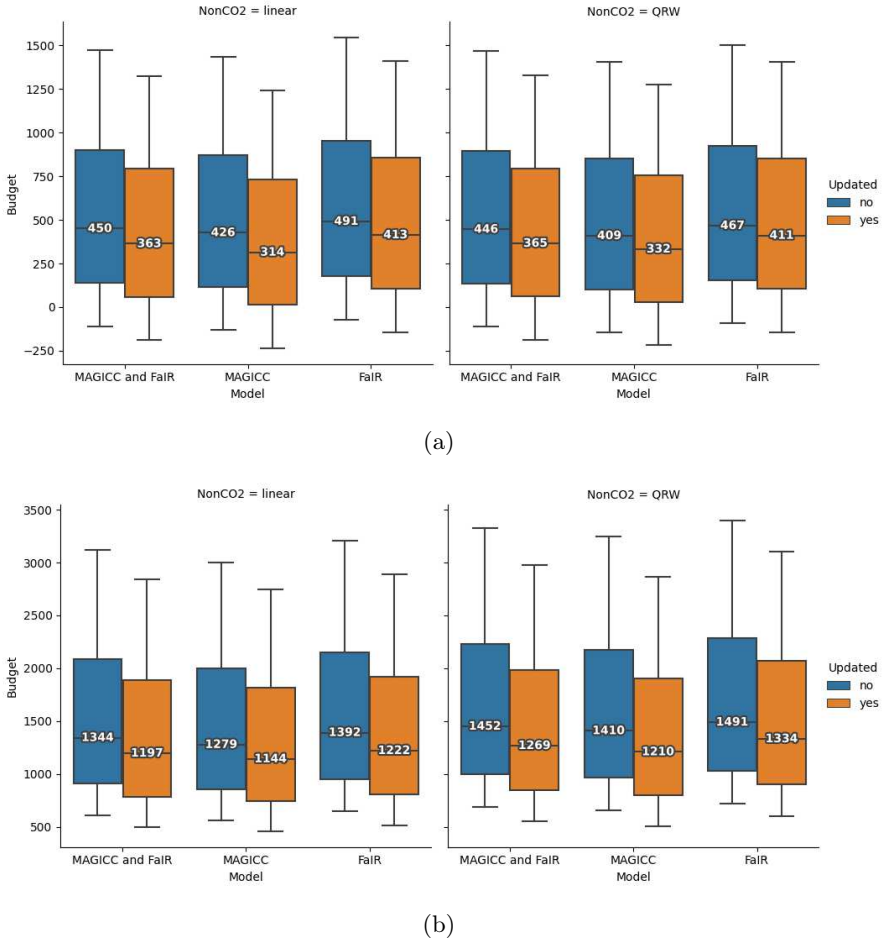 NonCO2 = linear
NonCO2 = QRW
1500
1250
1000
750
500
250
0
−250
Budget
450
363
426
314
491
413
446
365
409
332
467
411
Updated
no
yes
MAGICC and FaIR
MAGICC
FaIR
MAGICC and FaIR
MAGICC
FaIR
Model
Model
(a)
NonCO2 = linear
NonCO2 = QRW
3500
3000
2500
2000
1500
1000
500
Budget
1344
1197
1279
1144
1392
1222
1452
1269
1410
1210
1491
1334
Updated
no
yes
MAGICC and FaIR
MAGICC
FaIR
MAGICC and FaIR
MAGICC
FaIR
Model
Model
(b)